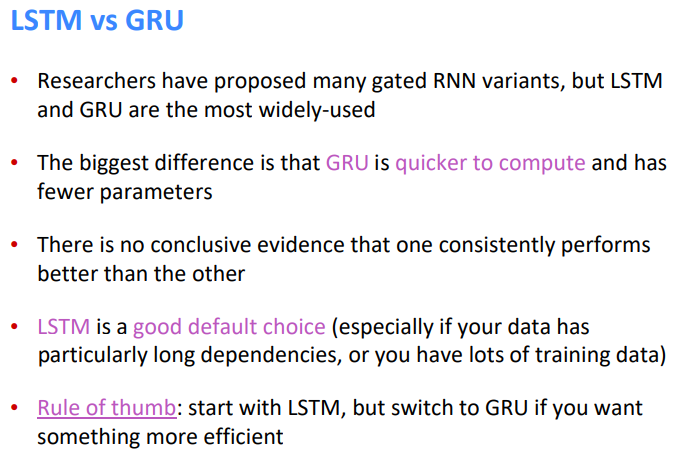 LSTM vs GRU
• Researchers have proposed many gated RNN variants, but LSTM
and GRU are the most widely-used
• The biggest difference is that GRU is quicker to compute and has
fewer parameters
• There is no conclusive evidence that one consistently performs
better than the other
• LSTM is a good default choice (especially if your data has
particularly long dependencies, or you have lots of training data)
• Rule of thumb: start with LSTM, but switch to GRU if you want
something more efficient